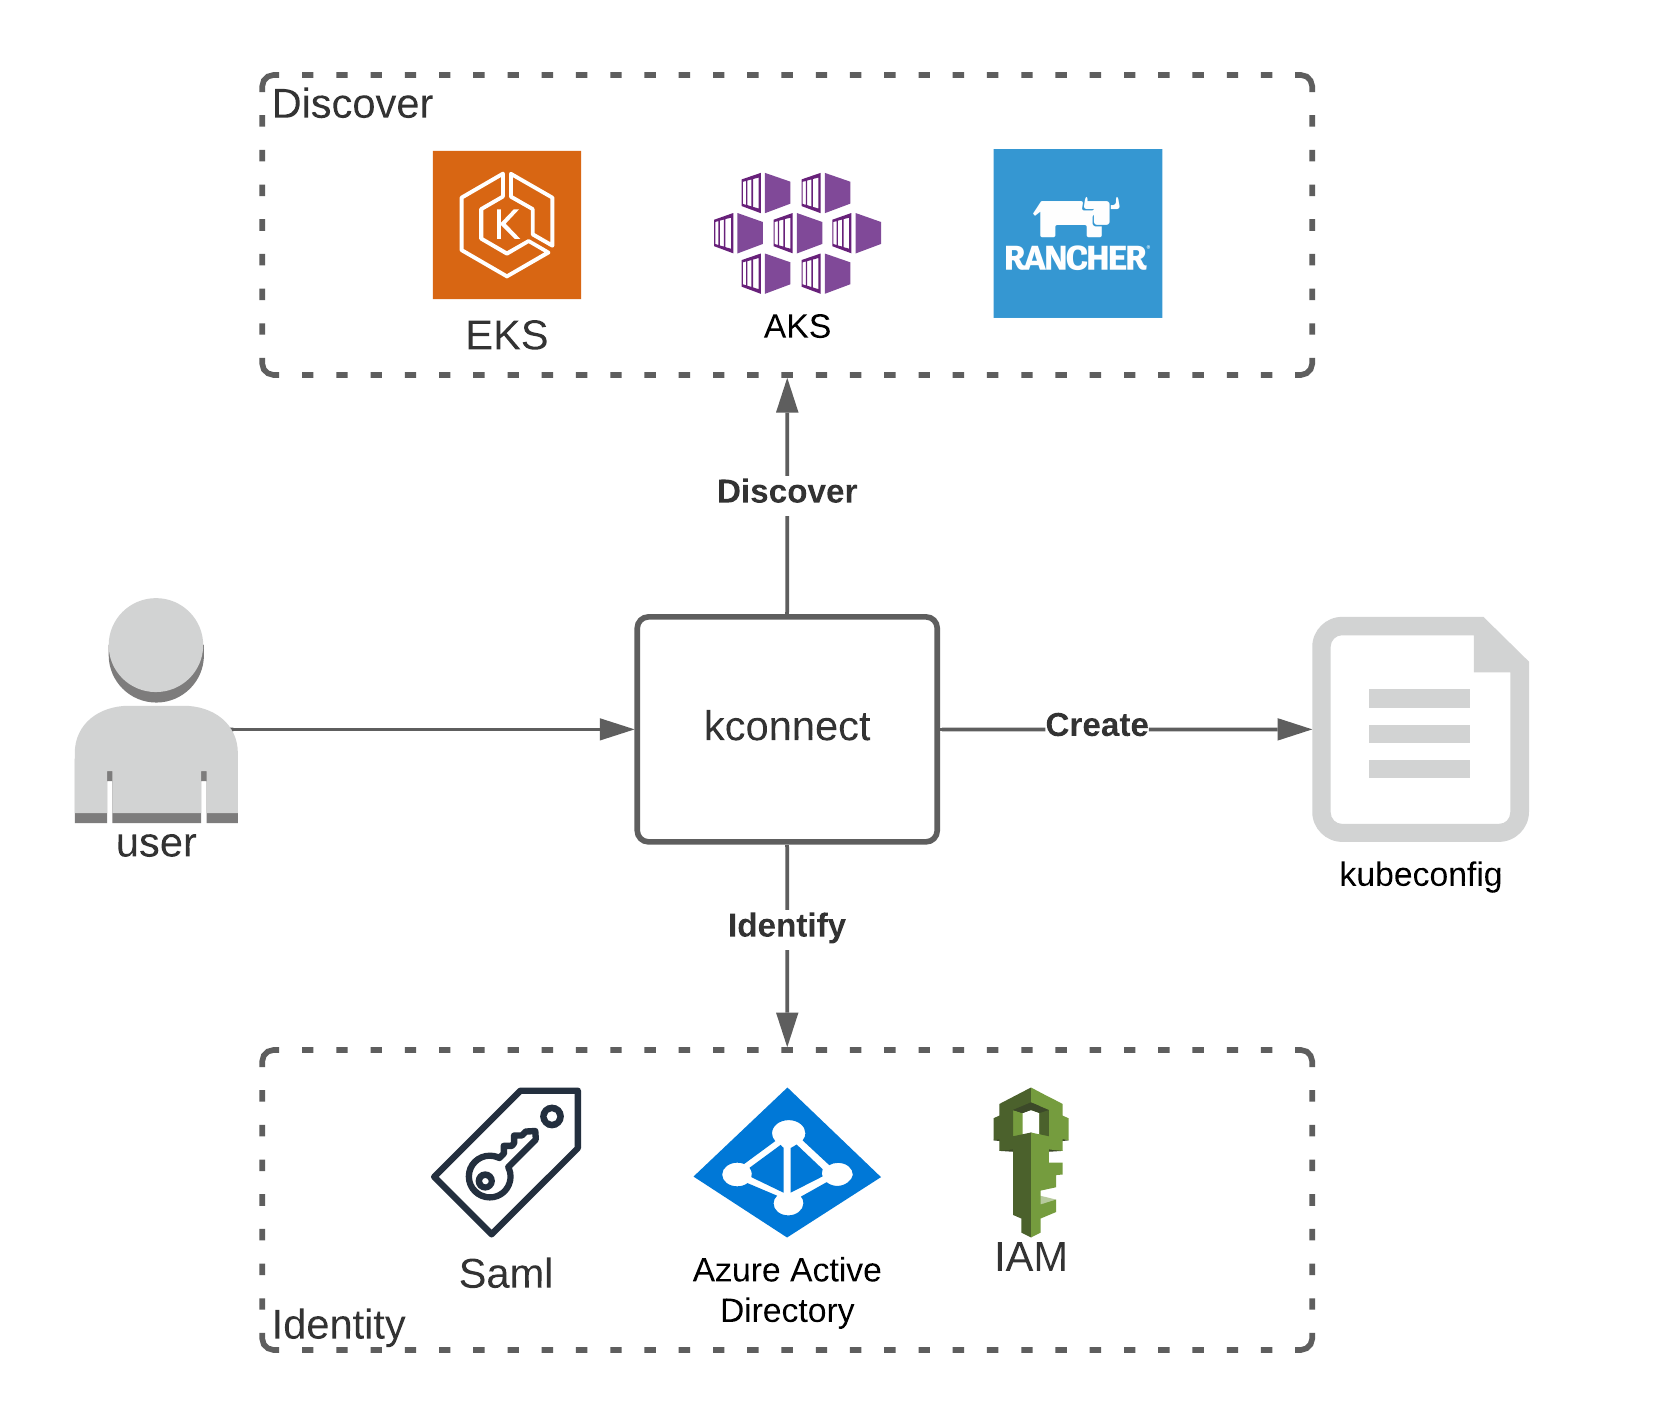 Discover
K
RANCHER
EKS
AKS
Discover
kconnect
Create
user
kubeconfig
Identify
Saml
Azure Active
Directory
IAM
Identity